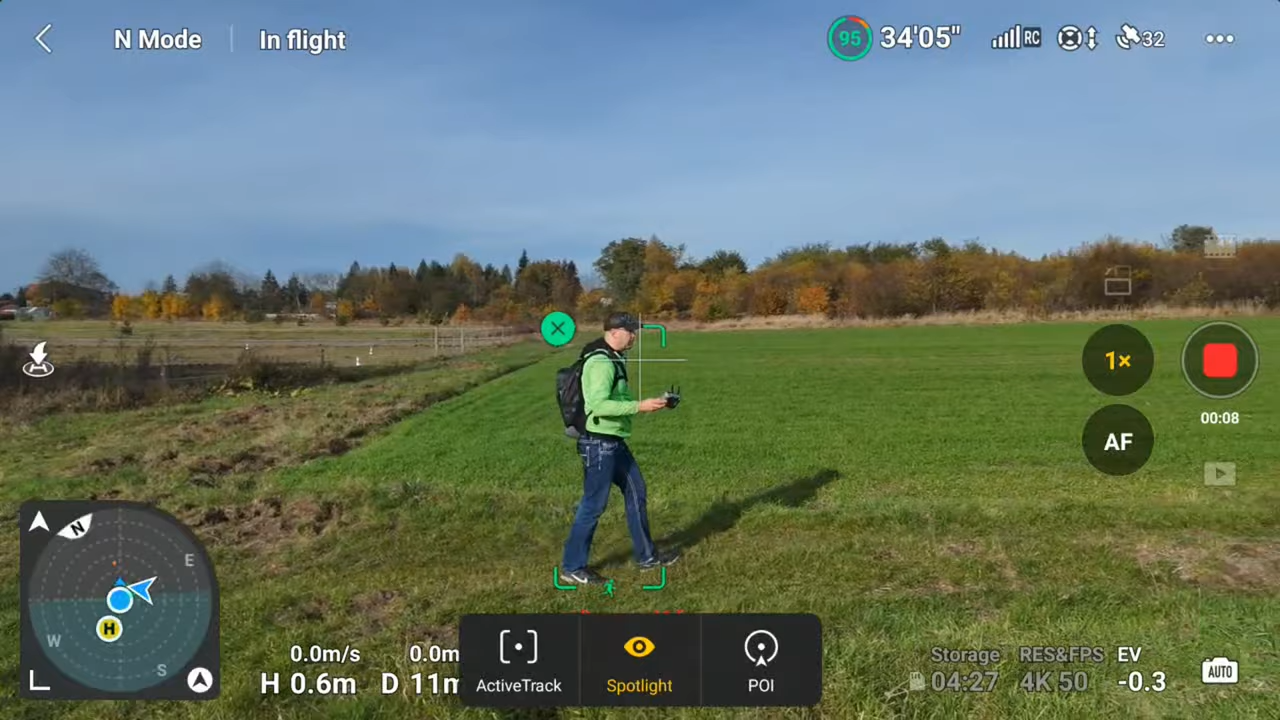 N Mode
In flight
95
34'05"
RC
32
1×
00:08
AF
N
E
W
S
H
0.0m/s
0.0m
H 0.6m
D 11m
ActiveTrack
Spotlight
POI
Storage
04:27
RES&FPS
4K 50
EV
-0.3
AUTO